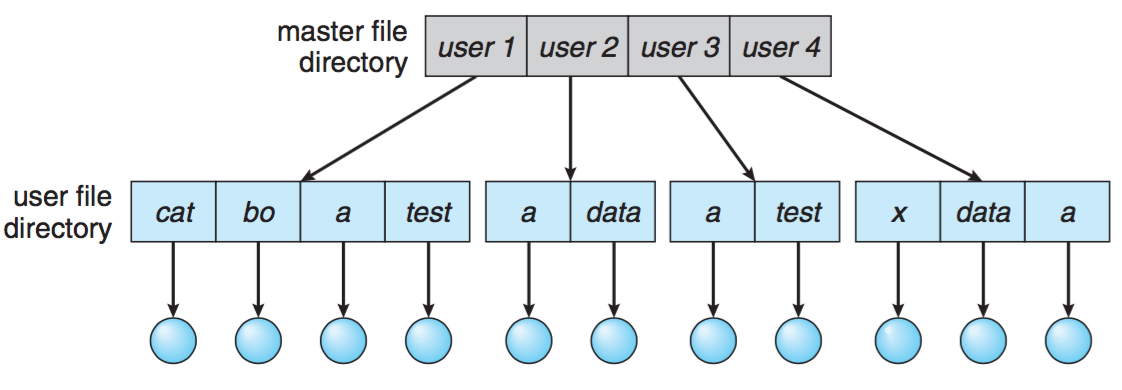 master file
directory
user 1 user 2 user 3 user 4
user file
directory
cat bo a test a data a test x data a